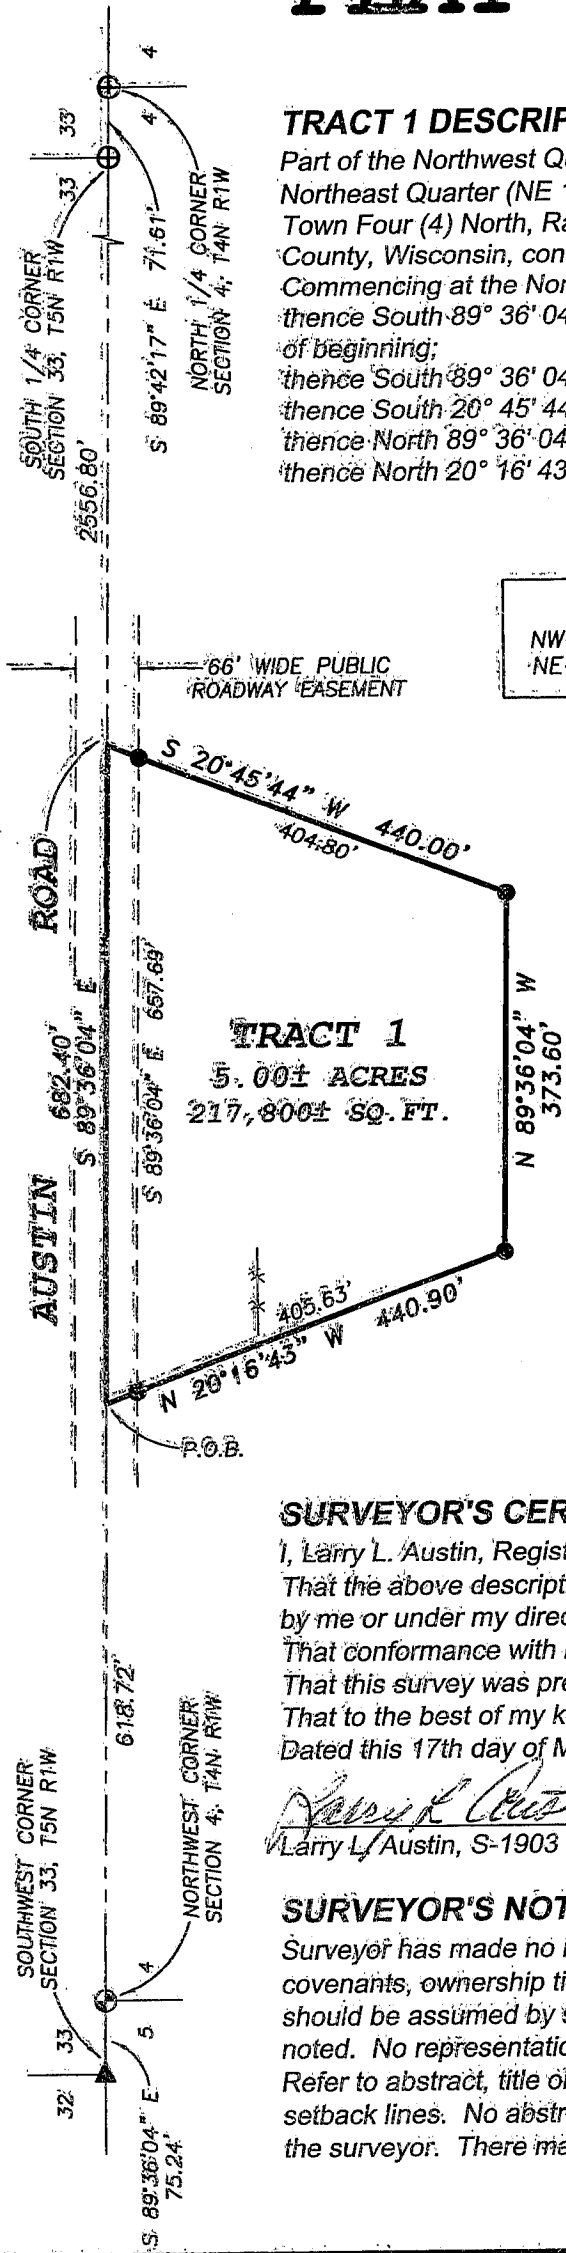 TRACT 1 DESCRIP
Part of the Northwest Qu
Northeast Quarter (NE 1
Town Four (4) North, Ra
County, Wisconsin, con
Commencing at the Nor
thence South 89° 36' 04
of beginning;
thence South 89° 36' 04
thence South 20° 45' 44
thence North 89° 36' 04
thence North 20° 16' 43
4
4
33
33
SOUTH 1/4 CORNER
SECTION 33, T5N R1W
S 89°42'17" E 71.61'
NORTH 1/4 CORNER
SECTION 4, T4N R1W
2556.80'
NW
NE
66' WIDE PUBLIC
ROADWAY EASEMENT
S 20°45'44" W 440.00'
404.80'
AUSTIN ROAD
682.40'
S 89°36'04" E
S 89°36'04" E 657.69'
TRACT 1
5.00± ACRES
217,800± SQ.FT.
N 89°36'04" W
373.60'
405.63'
N 20°16'43" W 440.90'
P.O.B.
618.72'
SURVEYOR'S CER
I, Larry L. Austin, Regist
That the above descript
by me or under my direc
That conformance with
That this survey was pre
That to the best of my k
Dated this 17th day of M
Larry L Aus
Larry L. Austin, S-1903
SOUTHWEST CORNER
SECTION 33, T5N R1W
NORTHWEST CORNER
SECTION 4, T4N R1W
33
4
32
5
S 89°36'04" E
75.24'
SURVEYOR'S NOT
Surveyor has made no i
covenants, ownership ti
should be assumed by s
noted. No representatio
Refer to abstract, title o
setback lines. No abstr
the surveyor. There ma